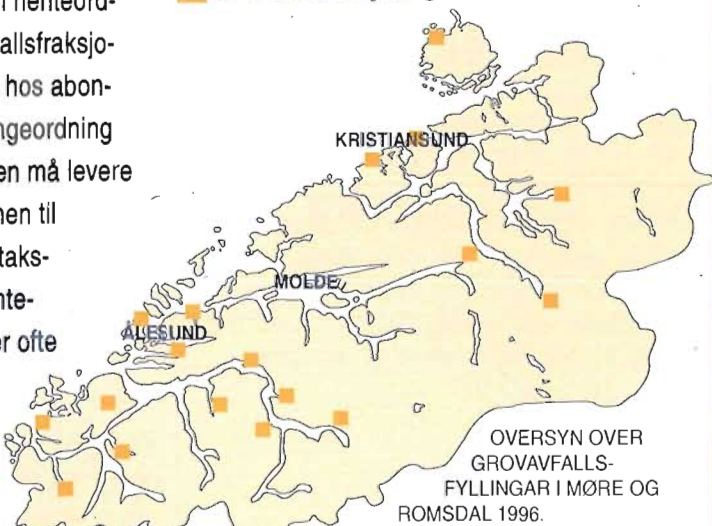 allsfraksjo-
hos abon-
ngeordning
en må levere
nen til
taks-
nte-
er ofte
KRISTIANSUND
MOLDE
ÅLESUND
OVERSYN OVER
GROVAVFALLS-
FYLLINGAR I MØRE OG
ROMSDAL 1996.